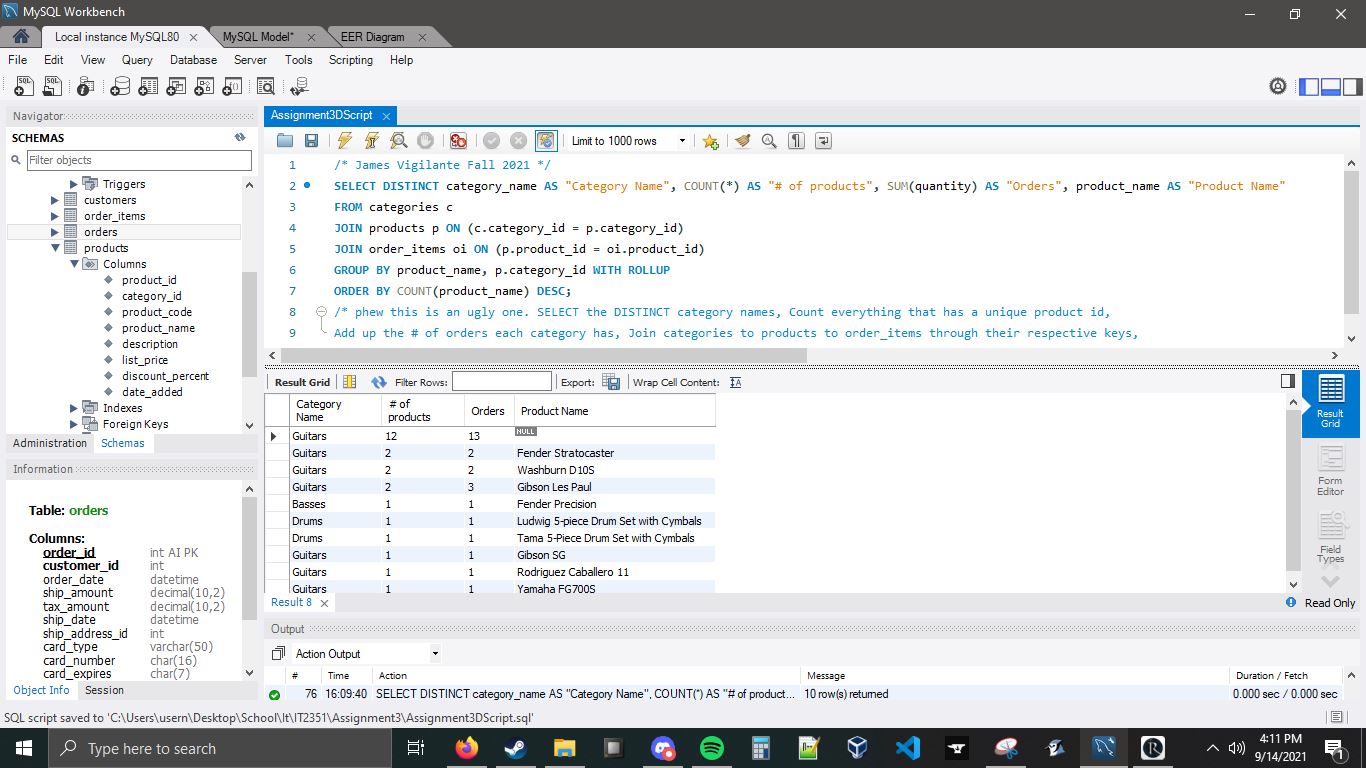 MySQL Workbench
Local instance MySQL80
MySQL Model*
EER Diagram
File Edit View Query Database Server Tools Scripting Help
Navigator
SCHEMAS
Filter objects
Triggers
customers
order_items
orders
products
Columns
product_id
category_id
product_code
product_name
description
list_price
discount_percent
date_added
Indexes
Foreign Keys
Administration Schemas
Information
Table: orders
Columns:
order_id int AI PK
customer_id int
order_date datetime
ship_amount decimal(10,2)
tax_amount decimal(10,2)
ship_date datetime
ship_address_id int
card_type varchar(50)
card_number char(16)
card_expires char(7)
Object Info Session
Assignment3DScript
Limit to 1000 rows
1 /* James Vigilante Fall 2021 */
2 SELECT DISTINCT category_name AS "Category Name", COUNT(*) AS "# of products", SUM(quantity) AS "Orders", product_name AS "Product Name"
3 FROM categories c
4 JOIN products p ON (c.category_id = p.category_id)
5 JOIN order_items oi ON (p.product_id = oi.product_id)
6 GROUP BY product_name, p.category_id WITH ROLLUP
7 ORDER BY COUNT(product_name) DESC;
8 /* phew this is an ugly one. SELECT the DISTINCT category names, Count everything that has a unique product id,
9 Add up the # of orders each category has, Join categories to products to order_items through their respective keys,
Result Grid Filter Rows: Export: Wrap Cell Content:
Category Name # of products Orders Product Name
Guitars 12 13 NULL
Guitars 2 2 Fender Stratocaster
Guitars 2 2 Washburn D10S
Guitars 2 3 Gibson Les Paul
Basses 1 1 Fender Precision
Drums 1 1 Ludwig 5-piece Drum Set with Cymbals
Drums 1 1 Tama 5-Piece Drum Set with Cymbals
Guitars 1 1 Gibson SG
Guitars 1 1 Rodriguez Caballero 11
Guitars 1 1 Yamaha FG700S
Result Grid
Form Editor
Field Types
Result 8
Read Only
Output
Action Output
# Time Action Message Duration / Fetch
76 16:09:40 SELECT DISTINCT category_name AS "Category Name", COUNT(*) AS "# of product... 10 row(s) returned 0.000 sec / 0.000 sec
SQL script saved to 'C:\Users\usern\Desktop\School\It\IT2351\Assignment3\Assignment3DScript.sql'
Type here to search
4:11 PM
9/14/2021
1